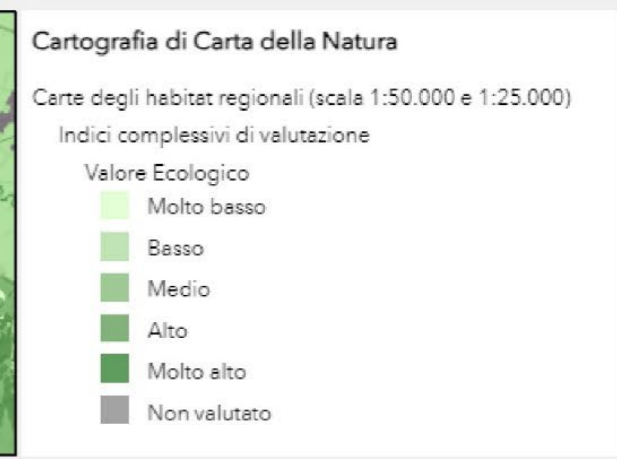 Cartografia di Carta della Natura
Carte degli habitat regionali (scala 1:50.000 e 1:25.000)
Indici complessivi di valutazione
Valore Ecologico
Molto basso
Basso
Medio
Alto
Molto alto
Non valutato